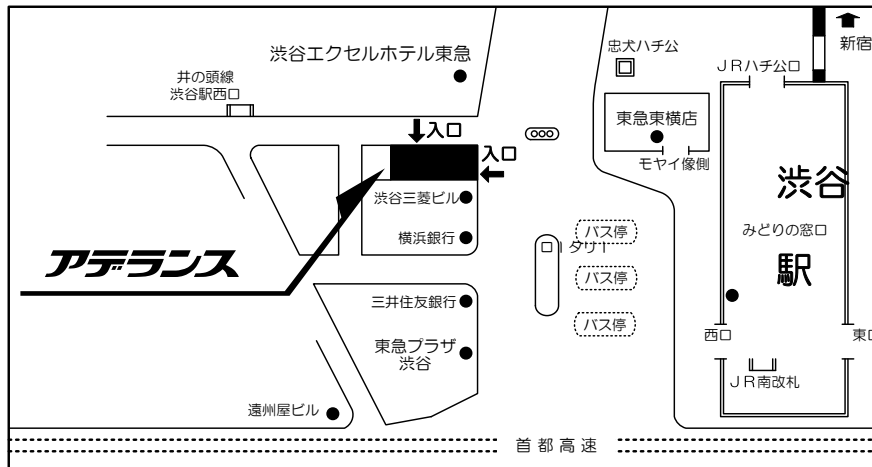 新宿
忠犬ハチ公
渋谷エクセルホテル東急
JRハチ公口
井の頭線
渋谷駅西口
東急東横店
入口
入口
モヤイ像側
渋谷
渋谷三菱ビル
みどりの窓口
横浜銀行
バス停
ロータリー
アデランス
駅
バス停
三井住友銀行
バス停
西口
東口
東急プラザ
渋谷
JR南改札
遠州屋ビル
首都高速